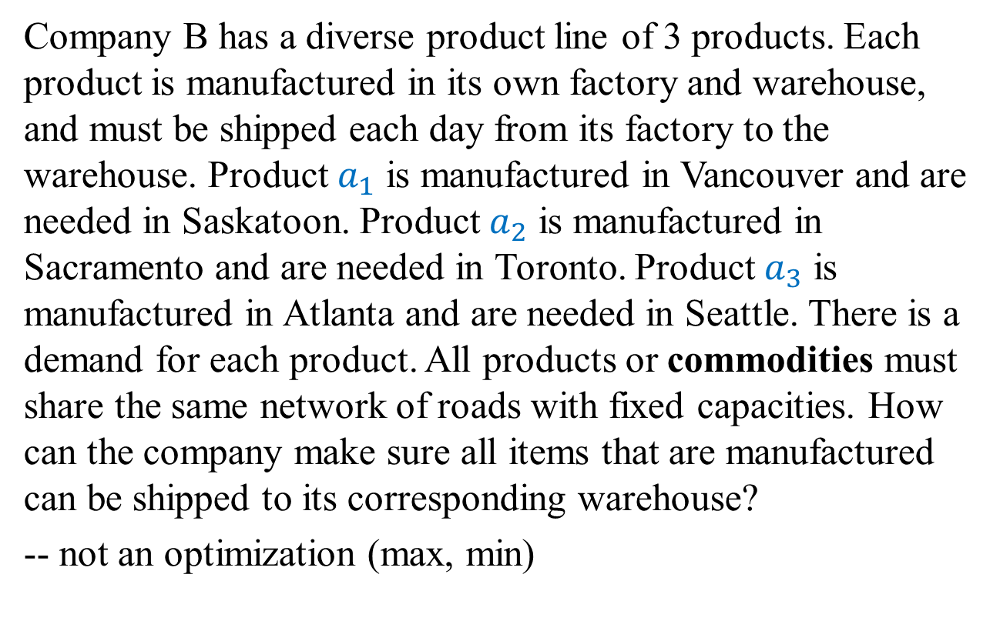 Company B has a diverse product line of 3 products. Each
product is manufactured in its own factory and warehouse,
and must be shipped each day from its factory to the
warehouse. Product a₁ is manufactured in Vancouver and are
needed in Saskatoon. Product a₂ is manufactured in
Sacramento and are needed in Toronto. Product a₃ is
manufactured in Atlanta and are needed in Seattle. There is a
demand for each product. All products or commodities must
share the same network of roads with fixed capacities. How
can the company make sure all items that are manufactured
can be shipped to its corresponding warehouse?
-- not an optimization (max, min)